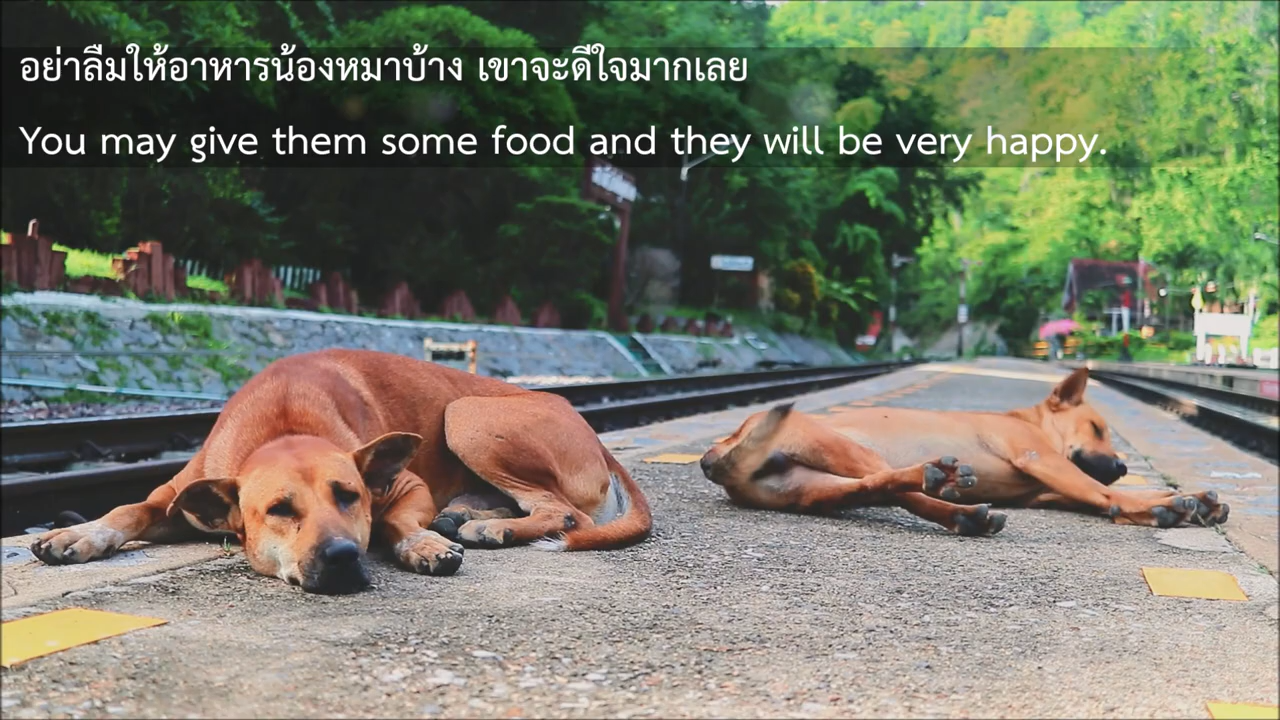 อย่าลืมให้อาหารน้องหมาบ้าง เขาจะดีใจมากเลย
You may give them some food and they will be very happy.